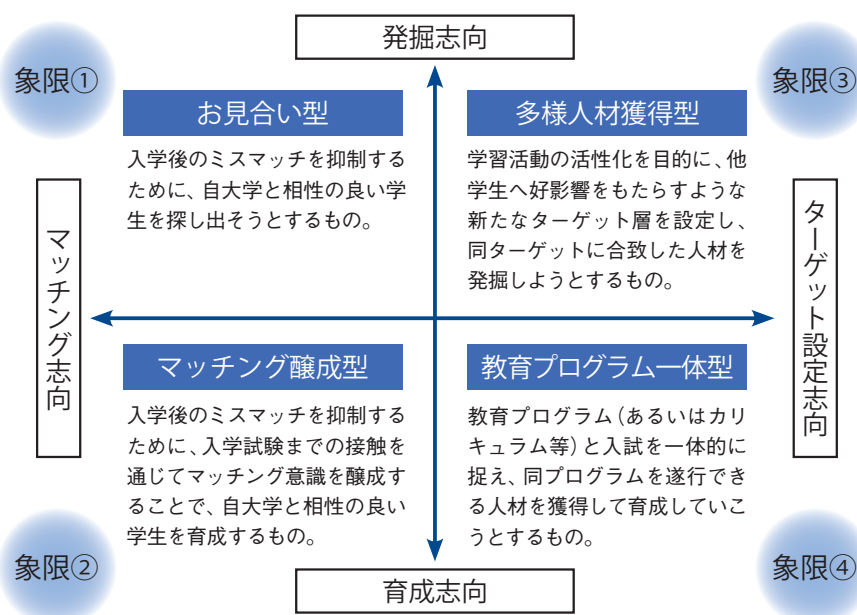 発掘志向
象限①
象限③
お見合い型
入学後のミスマッチを抑制する
ために、自大学と相性の良い学
生を探し出そうとするもの。
多様人材獲得型
学習活動の活性化を目的に、他
学生へ好影響をもたらすような
新たなターゲット層を設定し、
同ターゲットに合致した人材を
発掘しようとするもの。
マッチング志向
ターゲット設定志向
マッチング醸成型
入学後のミスマッチを抑制する
ために、入学試験までの接触を
通じてマッチング意識を醸成す
ることで、自大学と相性の良い
学生を育成するもの。
教育プログラム一体型
教育プログラム(あるいはカリ
キュラム等)と入試を一体的に
捉え、同プログラムを遂行でき
る人材を獲得して育成していこ
うとするもの。
象限②
象限④
育成志向